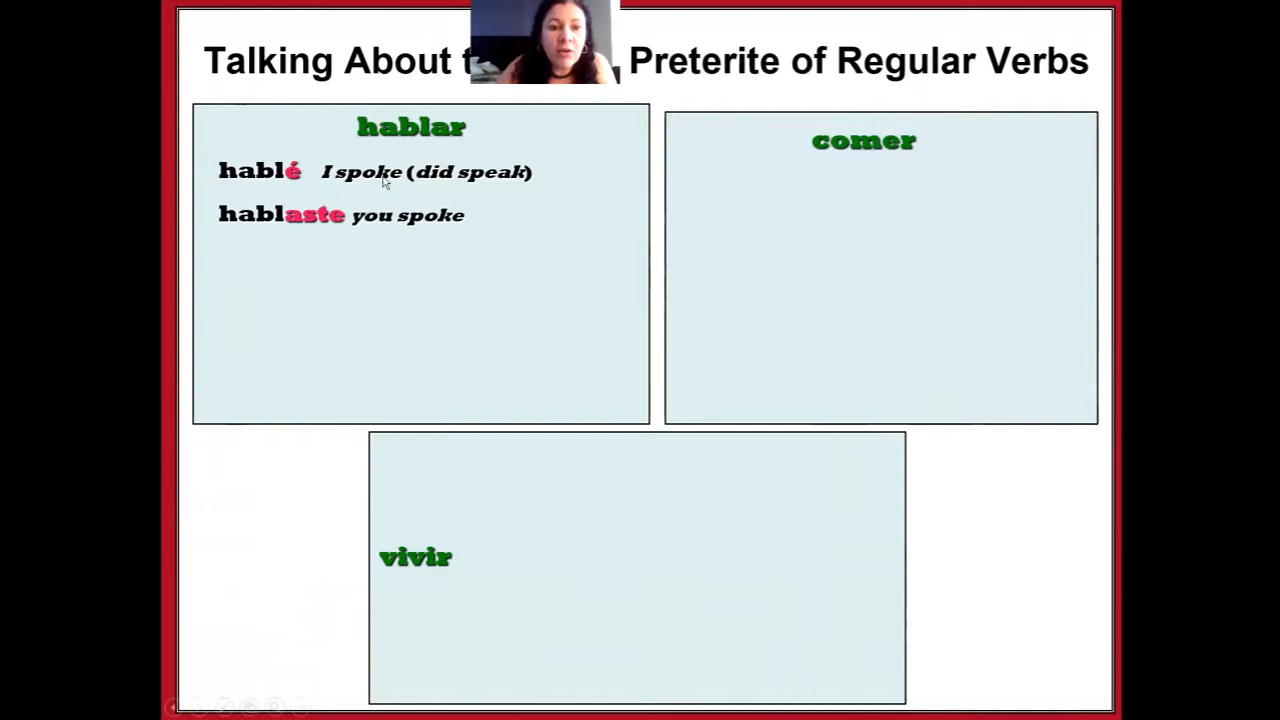 Talking About t Preterite of Regular Verbs
hablar
hablé I spoke (did speak)
hablaste you spoke
comer
vivir